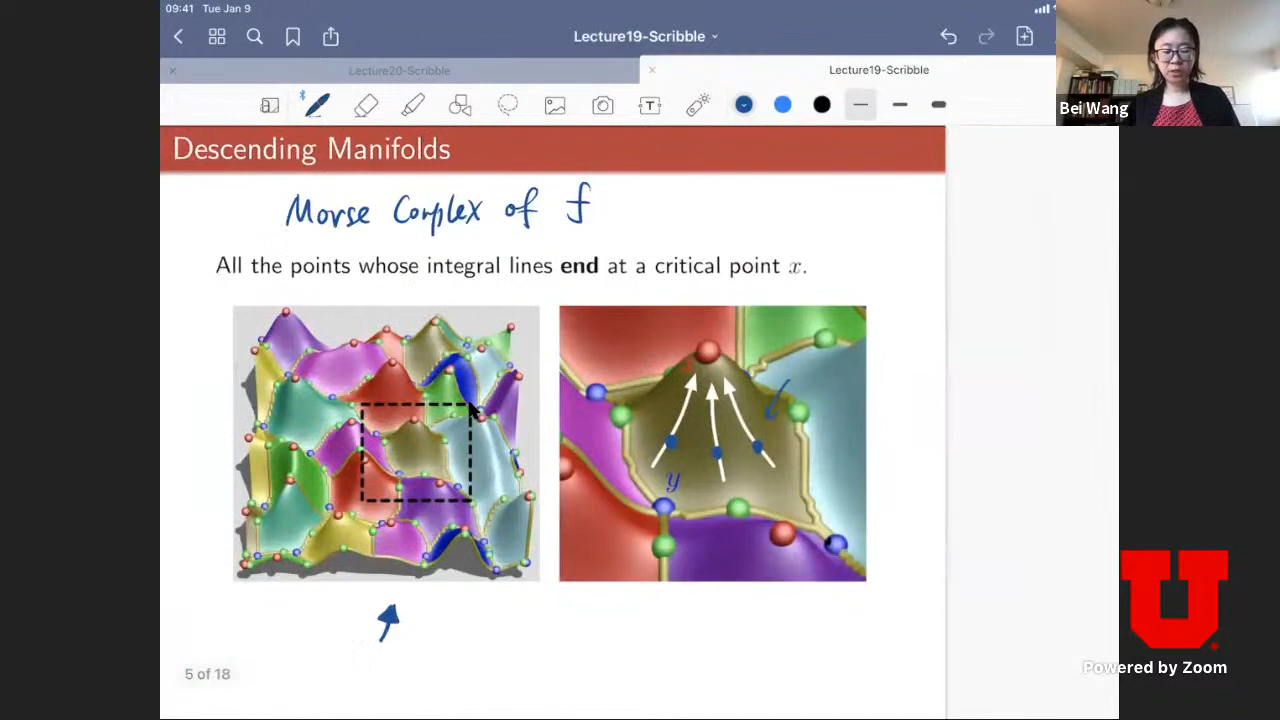 09:41 Tue Jan 9
Lecture19-Scribble
Lecture20-Scribble
Lecture19-Scribble
Bei Wang
Descending Manifolds
Morse Complex of f
All the points whose integral lines end at a critical point x.
y
5 of 18
U
Powered by Zoom